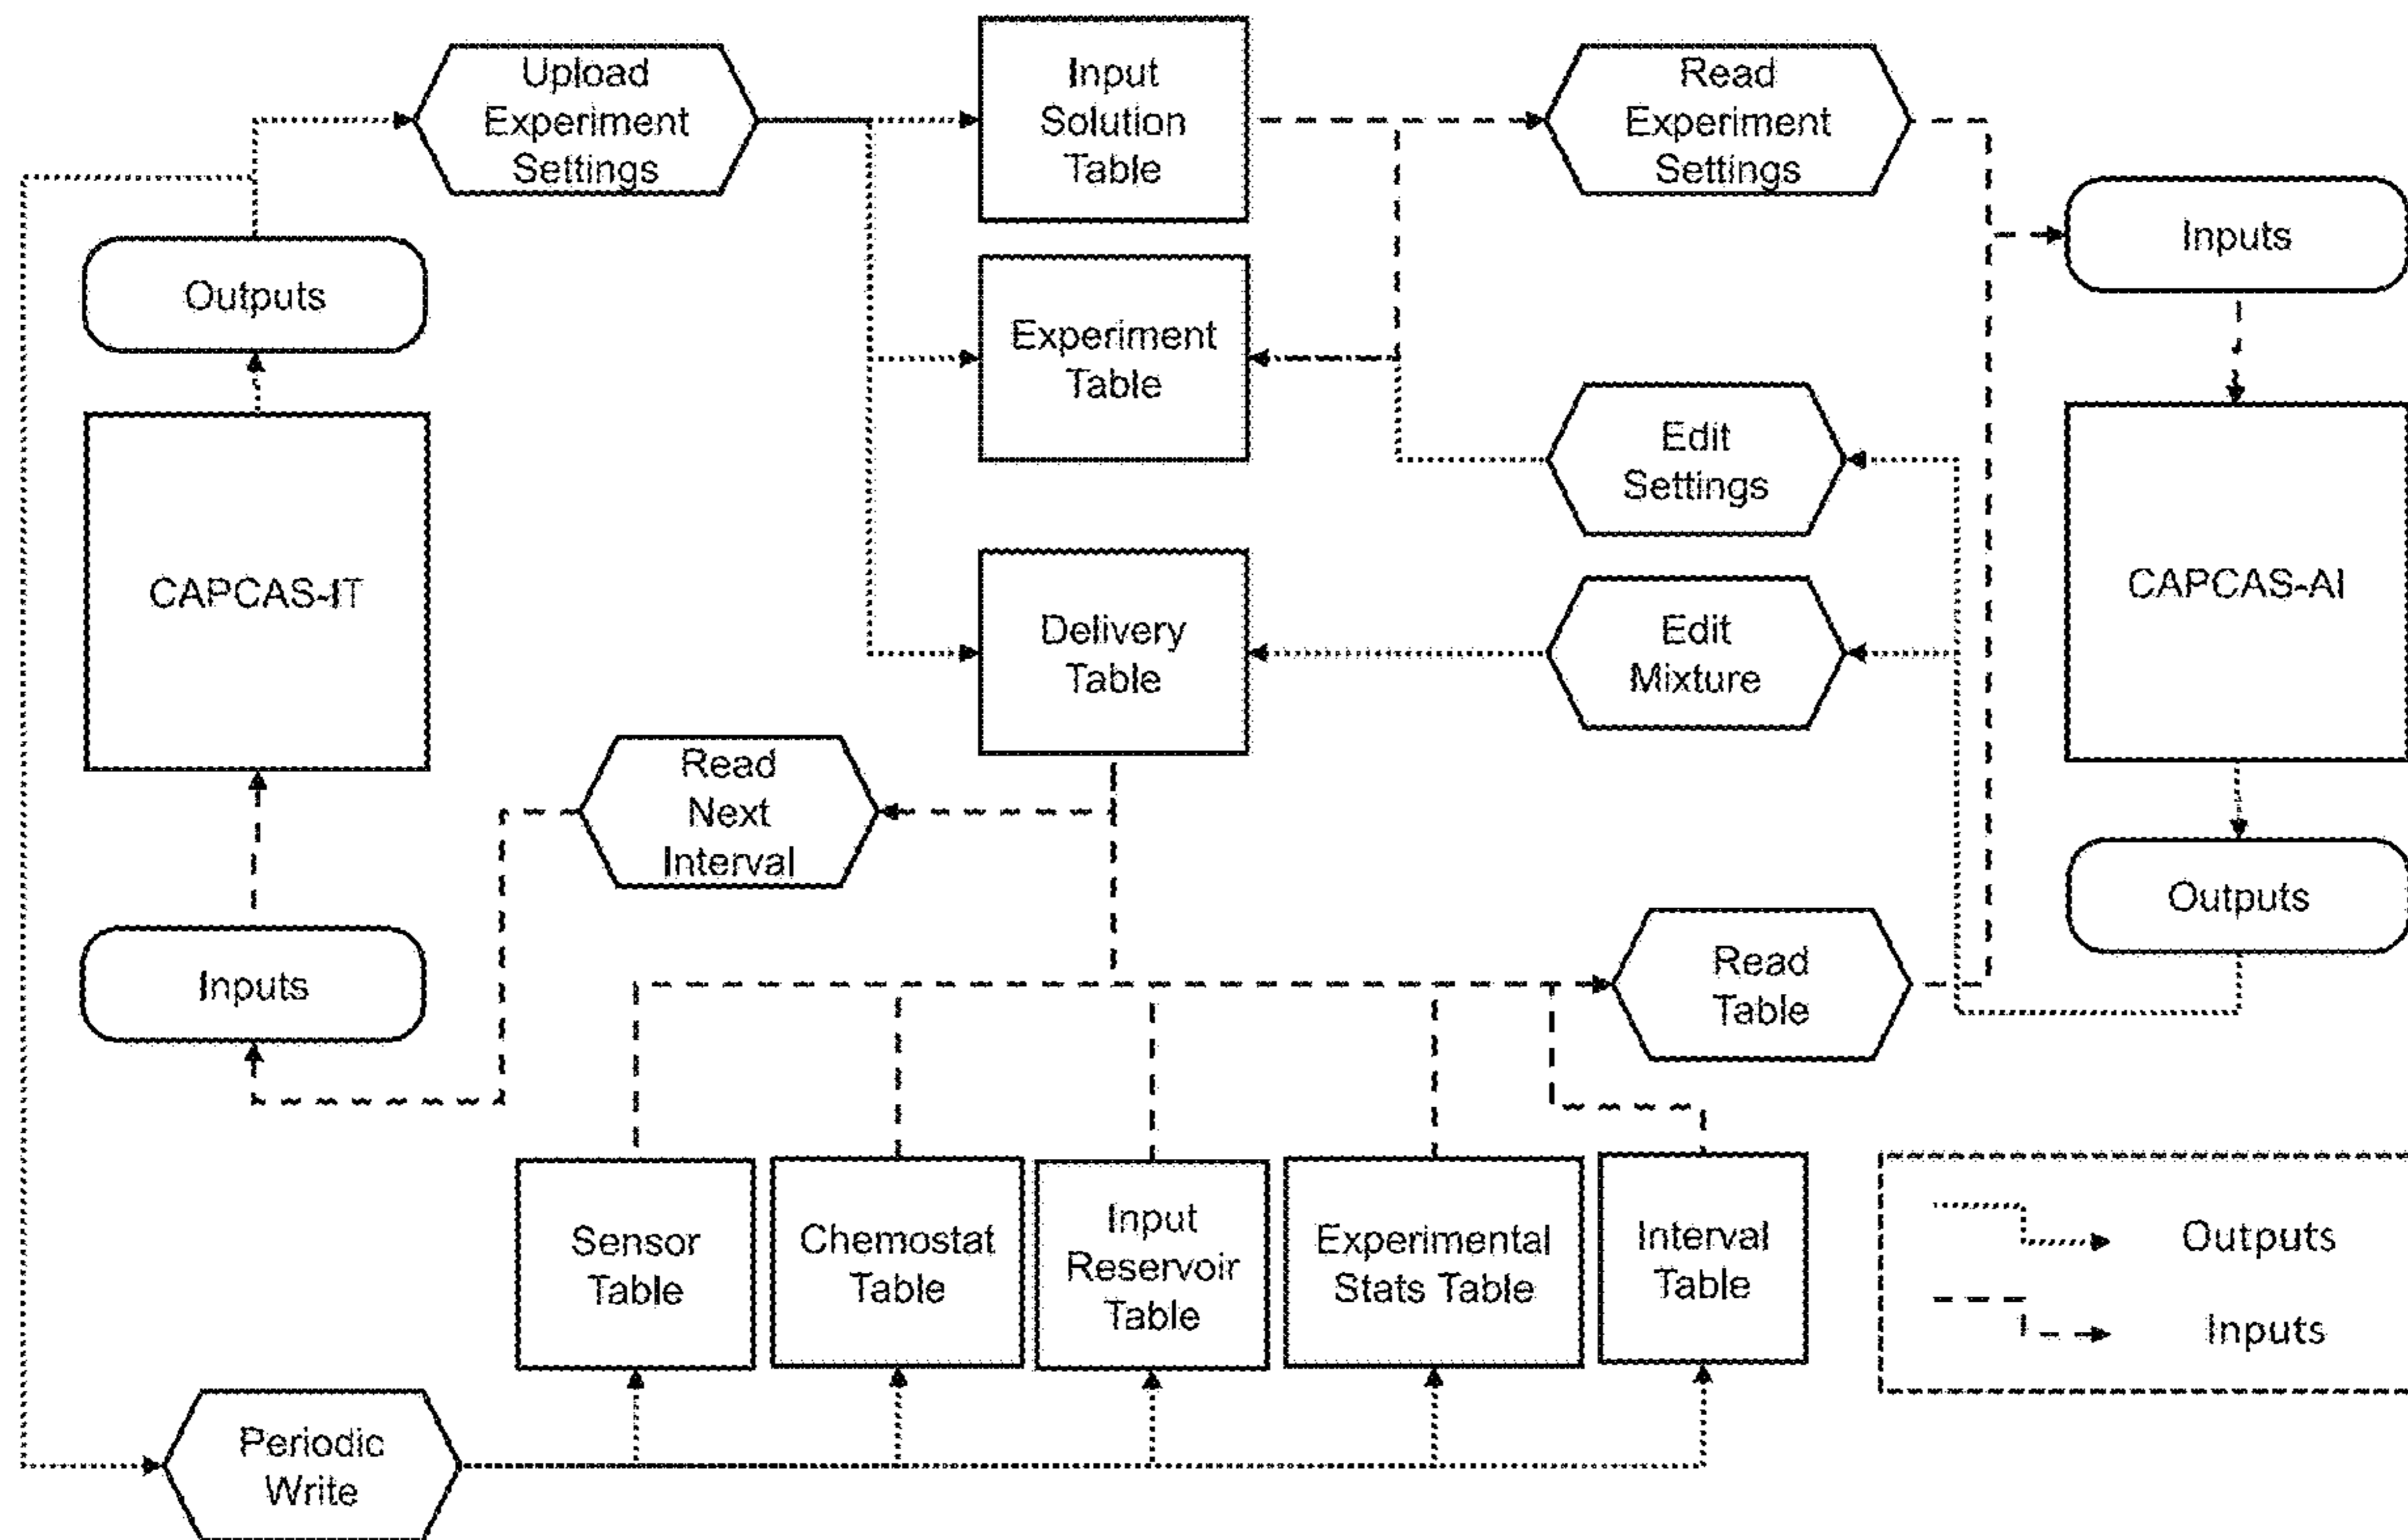 Upload
Experiment
Settings
Input
Solution
Table
Read
Experiment
Settings
Outputs
Inputs
Experiment
Table
CAPCAS-IT
Edit
Settings
CAPCAS-AI
Delivery
Table
Edit
Mixture
Read
Next
Interval
Outputs
Inputs
Read
Table
Sensor
Table
Chemostat
Table
Input
Reservoir
Table
Experimental
Stats Table
Interval
Table
Outputs
Inputs
Periodic
Write